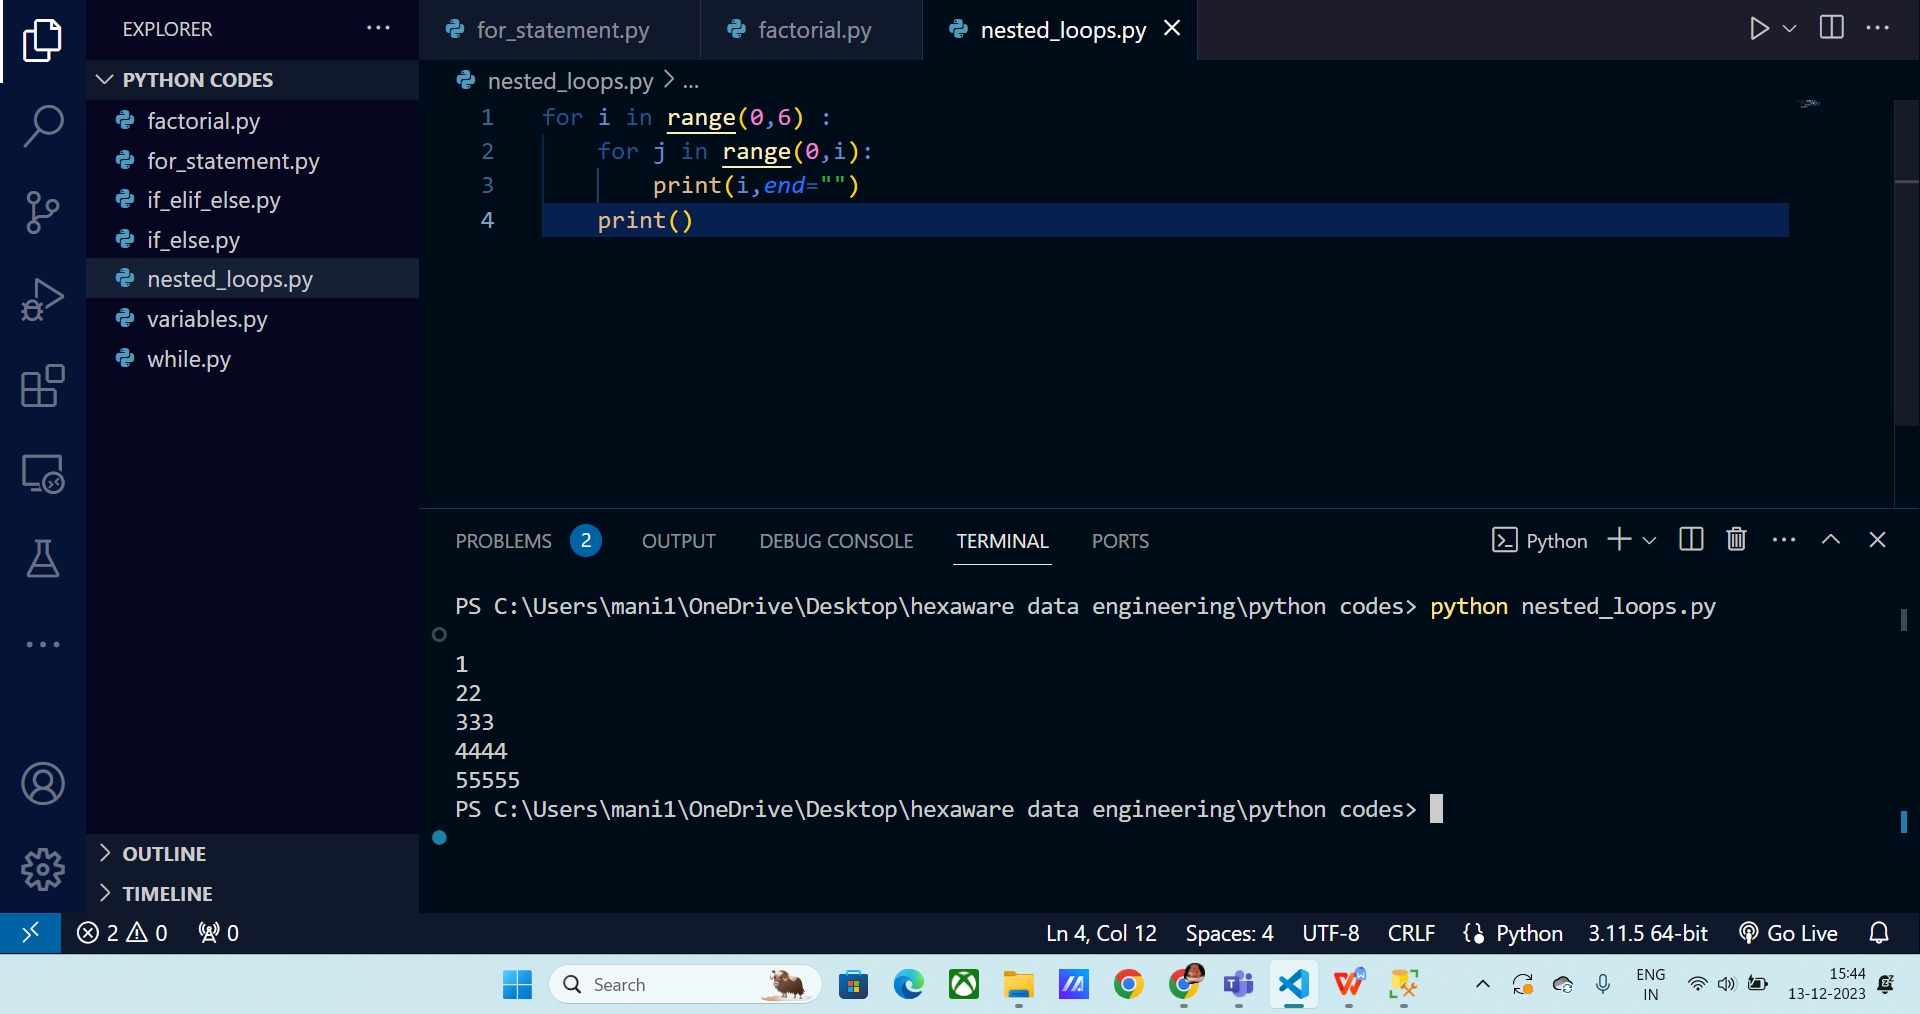 EXPLORER
PYTHON CODES
factorial.py
for_statement.py
if_elif_else.py
if_else.py
nested_loops.py
variables.py
while.py
OUTLINE
TIMELINE
for_statement.py factorial.py nested_loops.py
nested_loops.py > ...
1 for i in range(0,6) :
2 for j in range(0,i):
3 print(i,end="")
4 print()
PROBLEMS 2 OUTPUT DEBUG CONSOLE TERMINAL PORTS Python
PS C:\Users\mani1\OneDrive\Desktop\hexaware data engineering\python codes> python nested_loops.py
1
22
333
4444
55555
PS C:\Users\mani1\OneDrive\Desktop\hexaware data engineering\python codes>
2 0 0 Ln 4, Col 12 Spaces: 4 UTF-8 CRLF Python 3.11.5 64-bit Go Live
Search
ENG
IN
15:44
13-12-2023